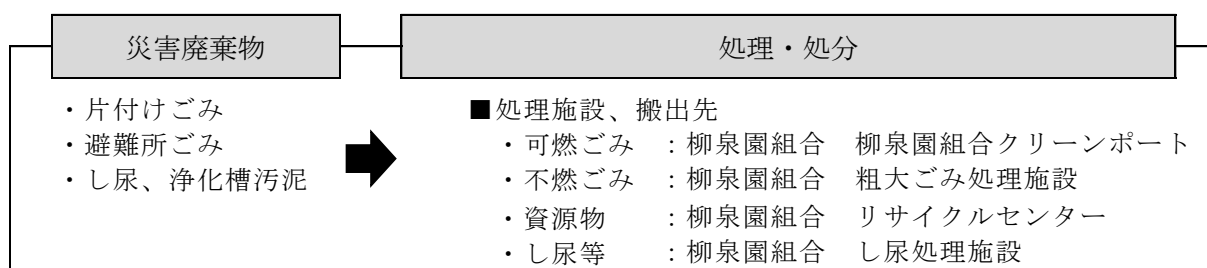 災害廃棄物
処理・処分
・片付けごみ
・避難所ごみ
・し尿、浄化槽汚泥
■処理施設、搬出先
・可燃ごみ ：柳泉園組合 柳泉園組合クリーンポート
・不燃ごみ ：柳泉園組合 粗大ごみ処理施設
・資源物 ：柳泉園組合 リサイクルセンター
・し尿等 ：柳泉園組合 し尿処理施設